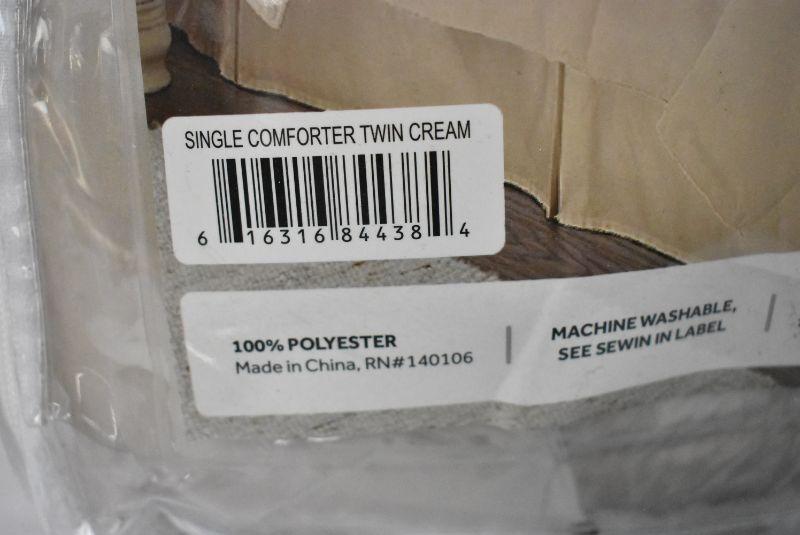 SINGLE COMFORTER TWIN CREAM
6 16316 84438 4
100% POLYESTER
Made in China, RN#140106
MACHINE WASHABLE,
SEE SEWIN IN LABEL